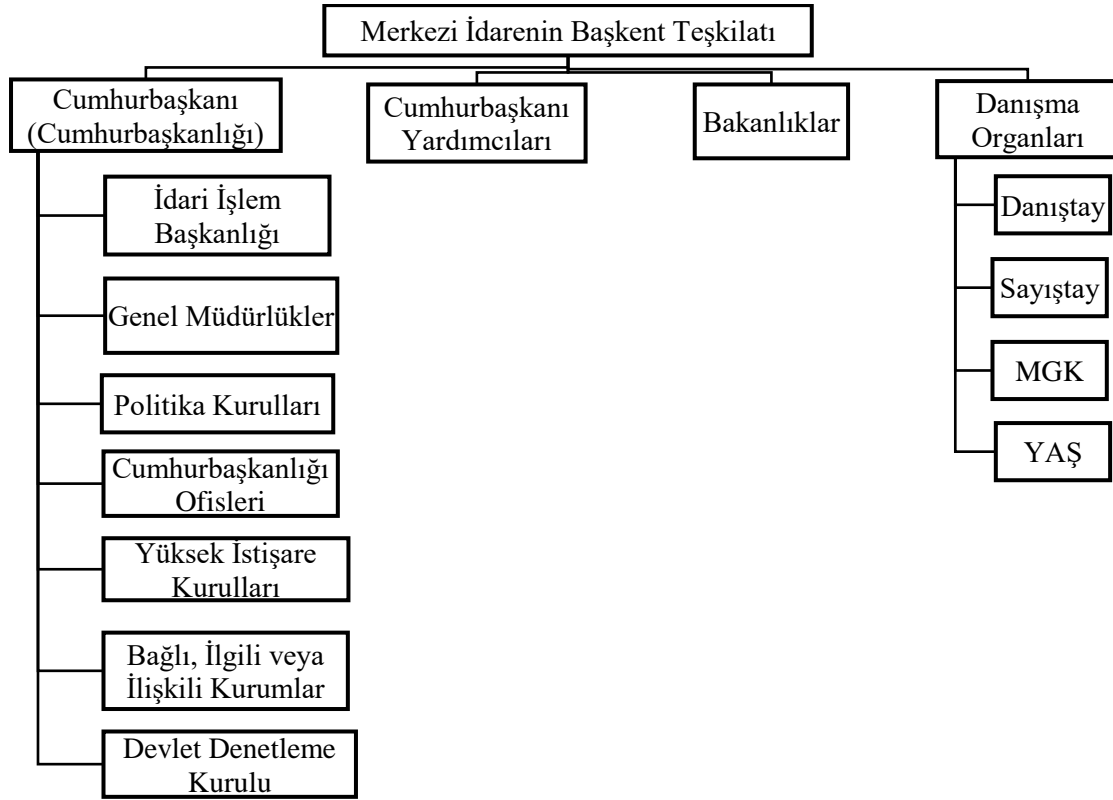 Merkezi İdarenin Başkent Teşkilatı
Cumhurbaşkanı
(Cumhurbaşkanlığı)
Cumhurbaşkanı
Yardımcıları
Bakanlıklar
Danışma
Organları
İdari İşlem
Başkanlığı
Genel Müdürlükler
Politika Kurulları
Cumhurbaşkanlığı
Ofisleri
Yüksek İstişare
Kurulları
Bağlı, İlgili veya
İlişkili Kurumlar
Devlet Denetleme
Kurulu
Danıştay
Sayıştay
MGK
YAŞ